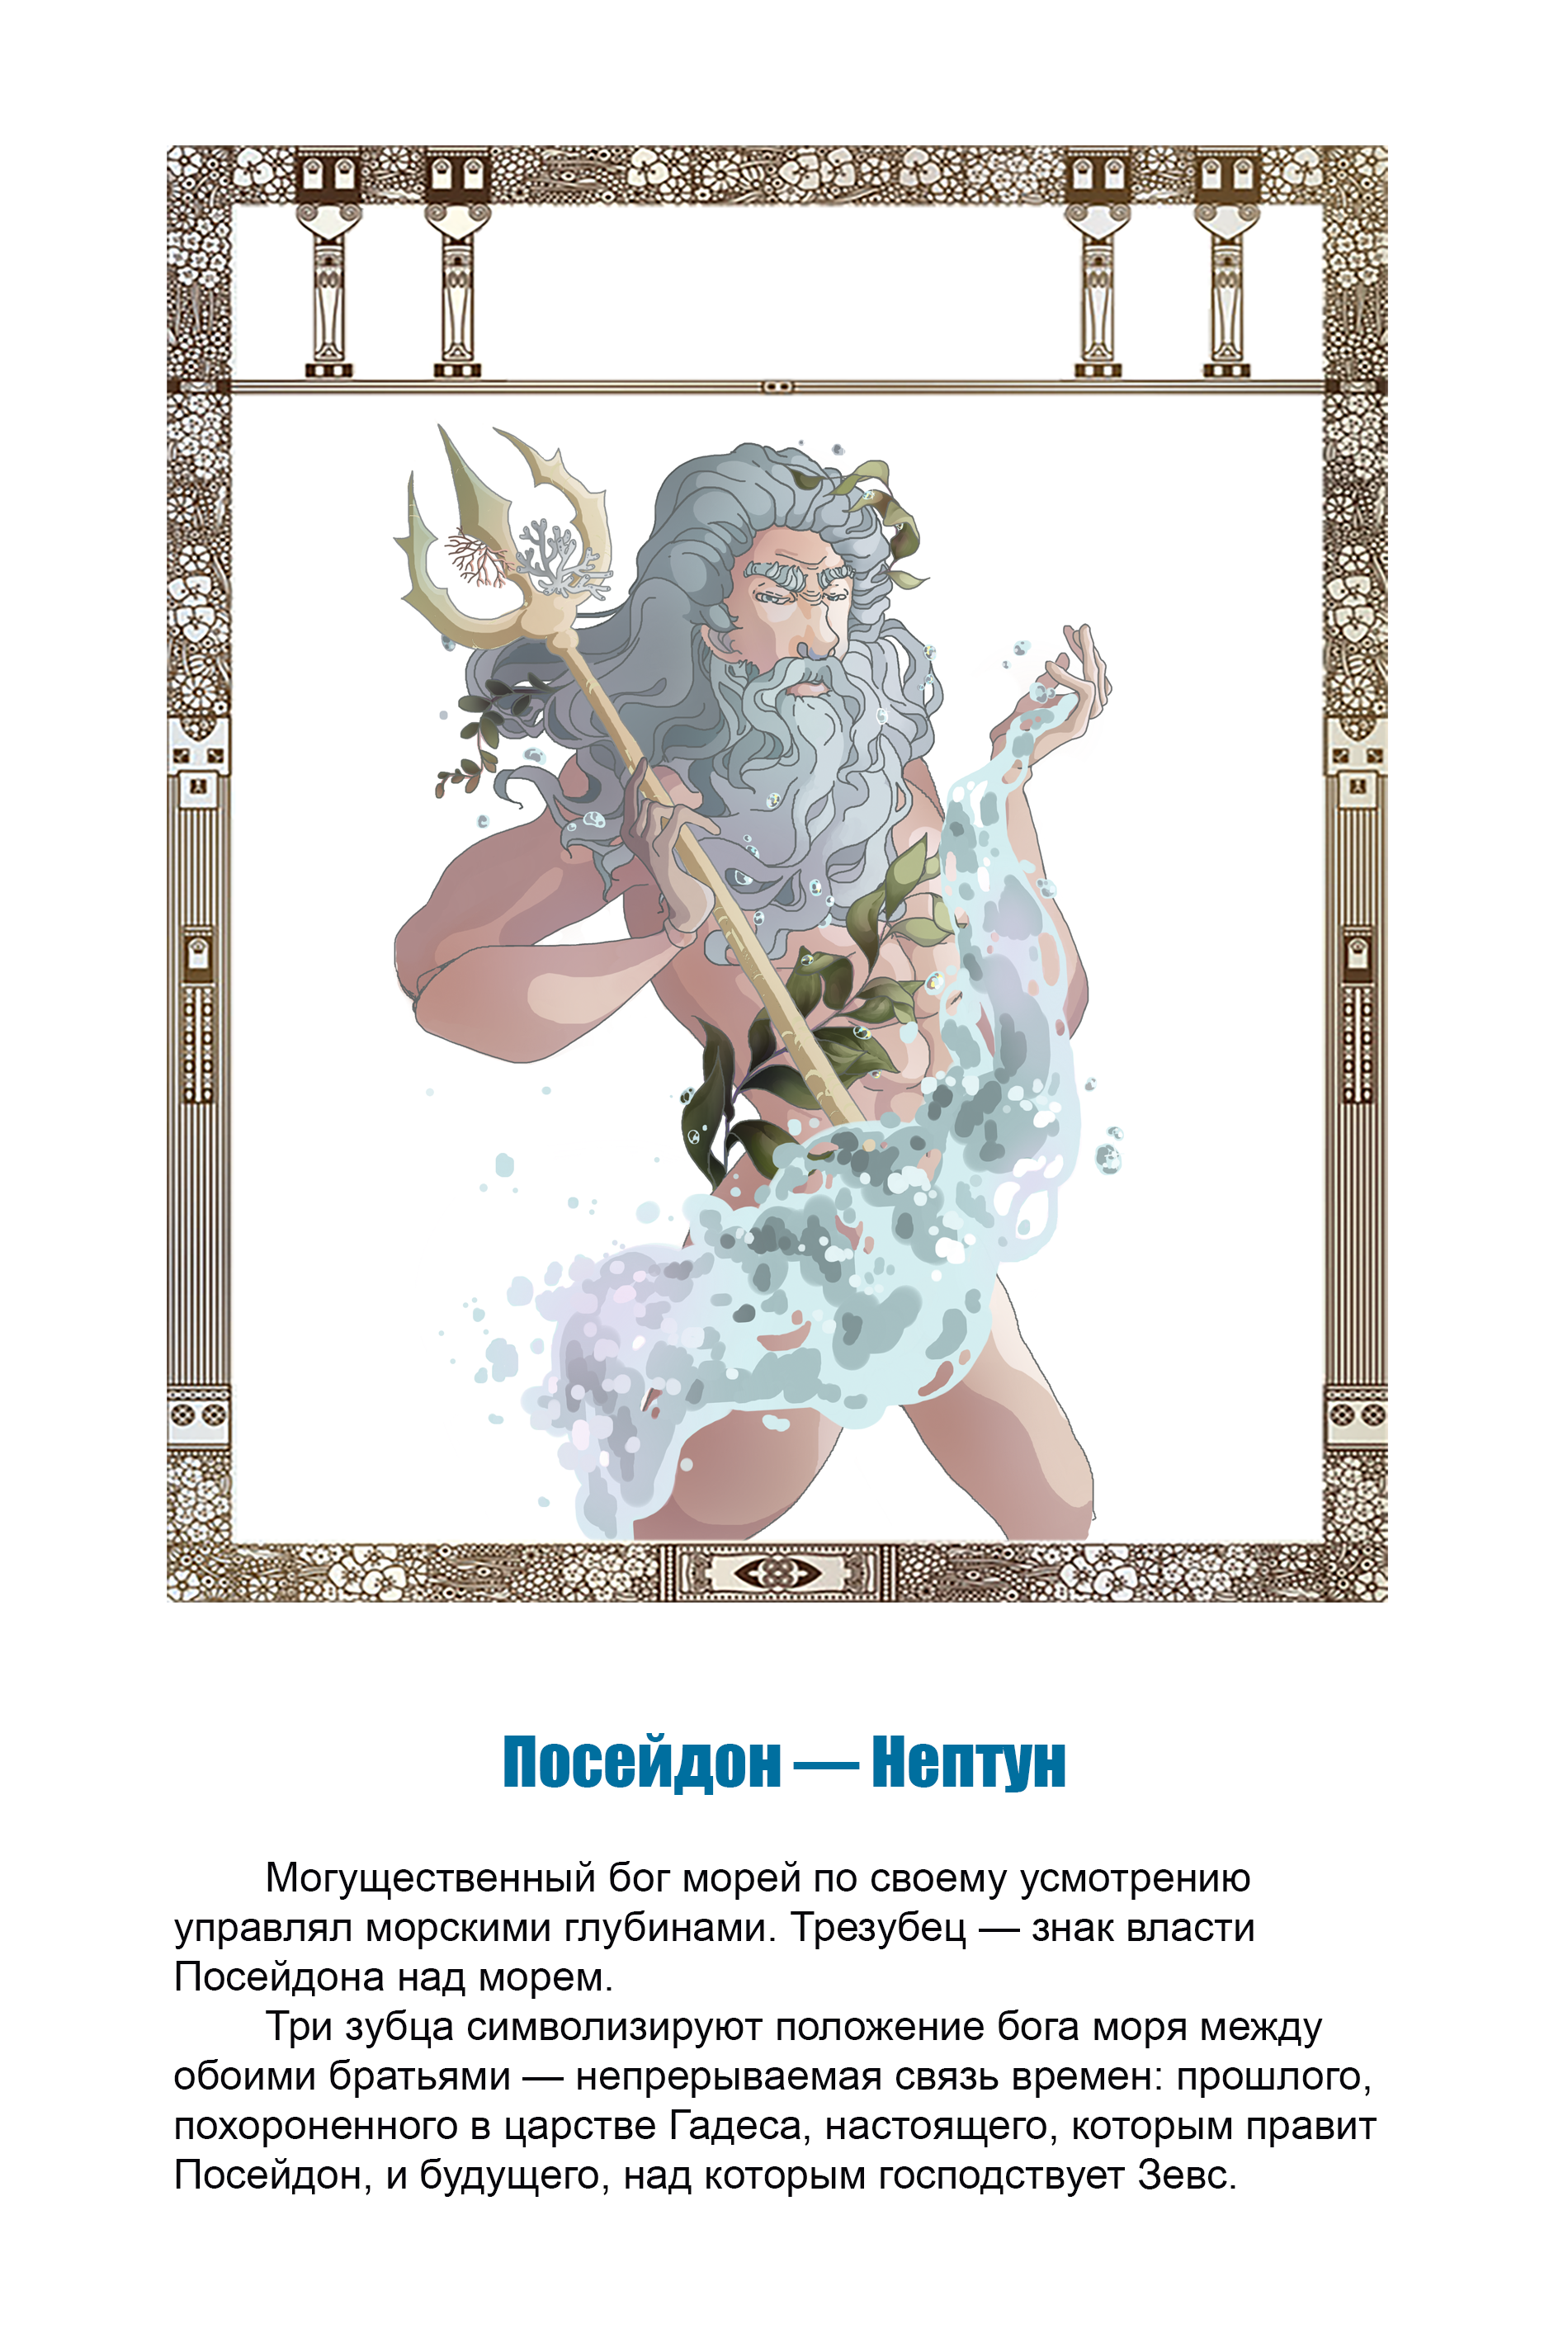 Посейдон — Нептун
Могущественный бог морей по своему усмотрению
управлял морскими глубинами. Трезубец — знак власти
Посейдона над морем.
Три зубца символизируют положение бога моря между
обоими братьями — непрерываемая связь времен: прошлого,
похороненного в царстве Гадеса, настоящего, которым правит
Посейдон, и будущего, над которым господствует Зевс.